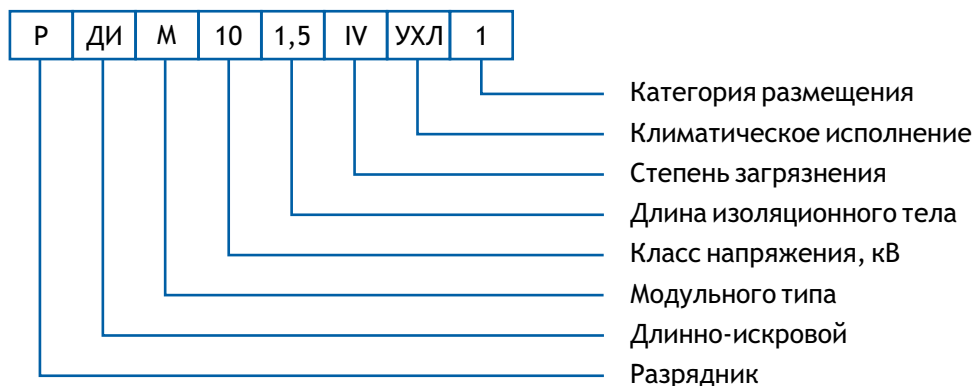 Р ДИ М 10 1,5 IV УХЛ 1
Категория размещения
Климатическое исполнение
Степень загрязнения
Длина изоляционного тела
Класс напряжения, кВ
Модульного типа
Длинно-искровой
Разрядник